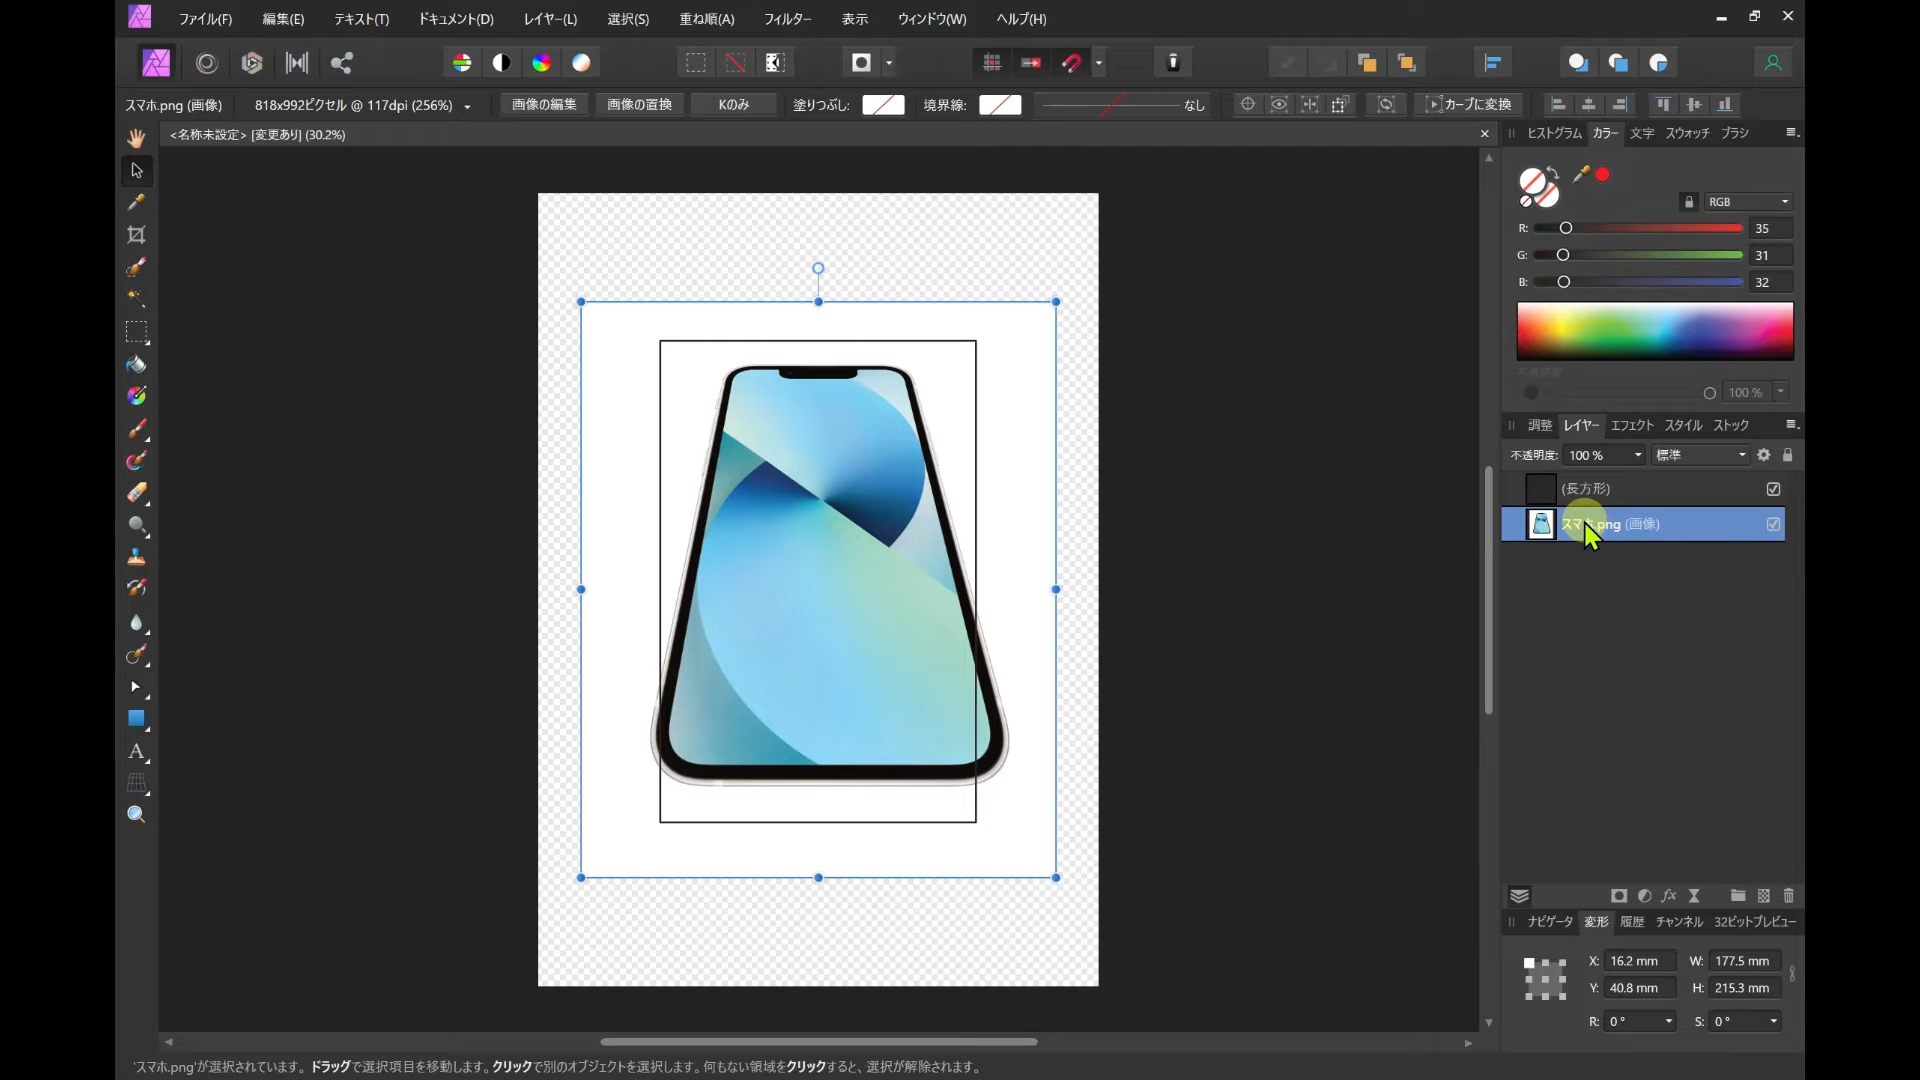 ファイル(F) 編集(E) テキスト(T) ドキュメント(D) レイヤー(L) 選択(S) 重ね順(A) フィルター 表示 ウィンドウ(W) ヘルプ(H)
スマホ.png (画像) 818x992ピクセル @ 117dpi (256%) 画像の編集 画像の置換 Kのみ 塗りつぶし: 境界線: なし カーブに変換
<名称未設定> [変更あり] (30.2%)
ヒストグラム カラー 文字 スウォッチ ブラシ
RGB
R: 35
G: 31
B: 32
不透明度
100 %
調整 レイヤー エフェクト スタイル ストック
不透明度: 100 % 標準
(長方形)
スマホ.png (画像)
ナビゲータ 変形 履歴 チャンネル 32ビットプレビュー
X: 16.2 mm W: 177.5 mm
Y: 40.8 mm H: 215.3 mm
R: 0 ° S: 0 °
'スマホ.png'が選択されています。 ドラッグで選択項目を移動します。 クリックで別のオブジェクトを選択します。 何もない領域をクリックすると、選択が解除されます。